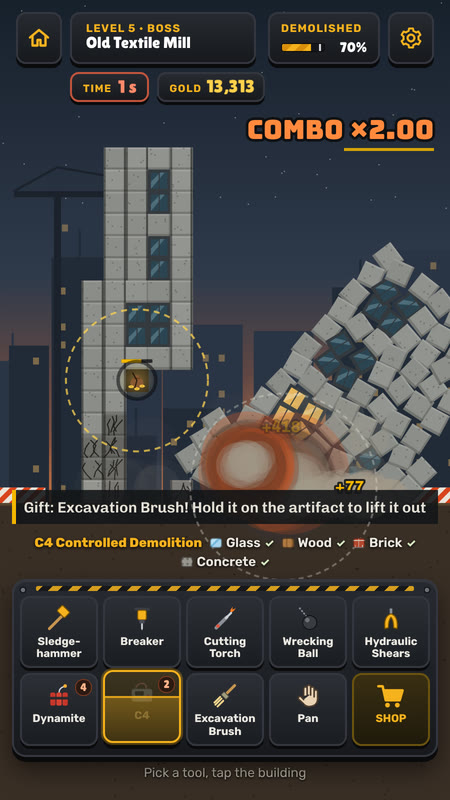 LEVEL 5 • BOSS
Old Textile Mill
DEMOLISHED
70%
TIME 1 s
GOLD 13,313
COMBO ×2.00
+418
+77
Gift: Excavation Brush! Hold it on the artifact to lift it out
C4 Controlled Demolition Glass ✓ Wood ✓ Brick ✓
Concrete ✓
Sledge-
hammer
Breaker
Cutting
Torch
Wrecking
Ball
Hydraulic
Shears
4
Dynamite
2
C4
Excavation
Brush
Pan
SHOP
Pick a tool, tap the building